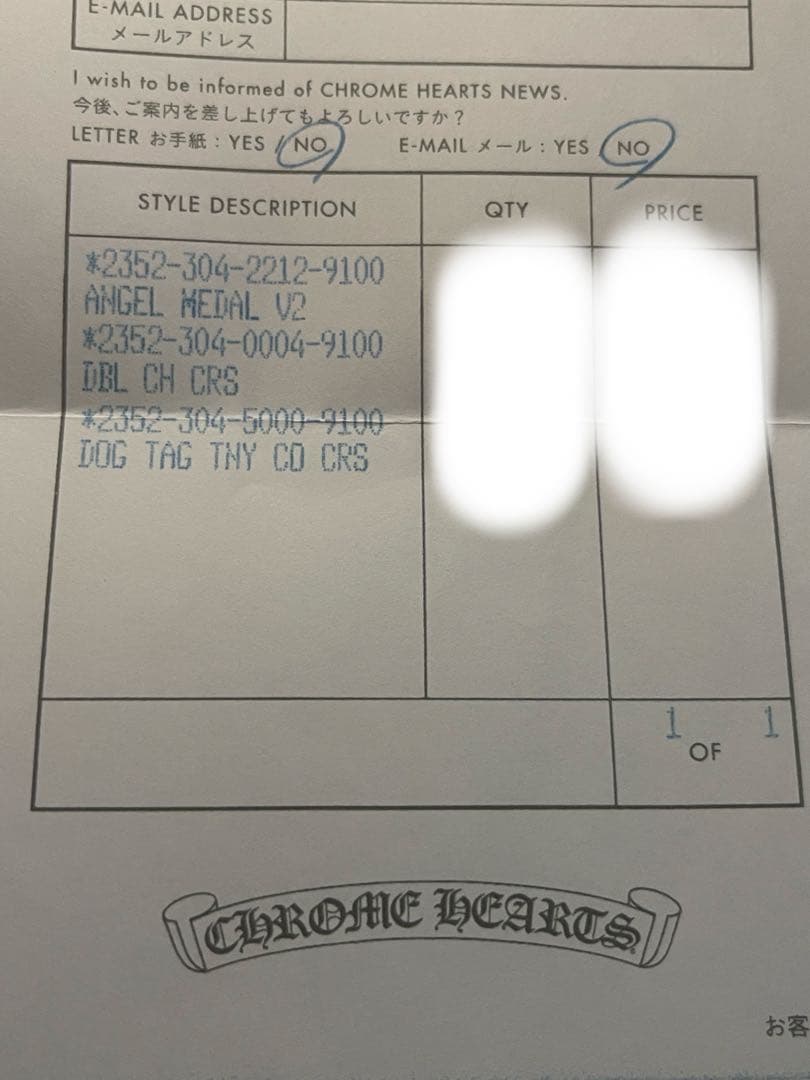 E-MAIL ADDRESS
メールアドレス
I wish to be informed of CHROME HEARTS NEWS.
今後、ご案内を差し上げてもよろしいですか？
LETTER お手紙 : YES / NO E-MAIL メール : YES / NO
STYLE DESCRIPTION QTY PRICE
*2352-304-2212-9100
ANGEL MEDAL V2
*2352-304-0004-9100
DBL CH CRS
*2352-304-5000-9100
DOG TAG TNY CO CRS
1 OF 1
CHROME HEARTS
お客